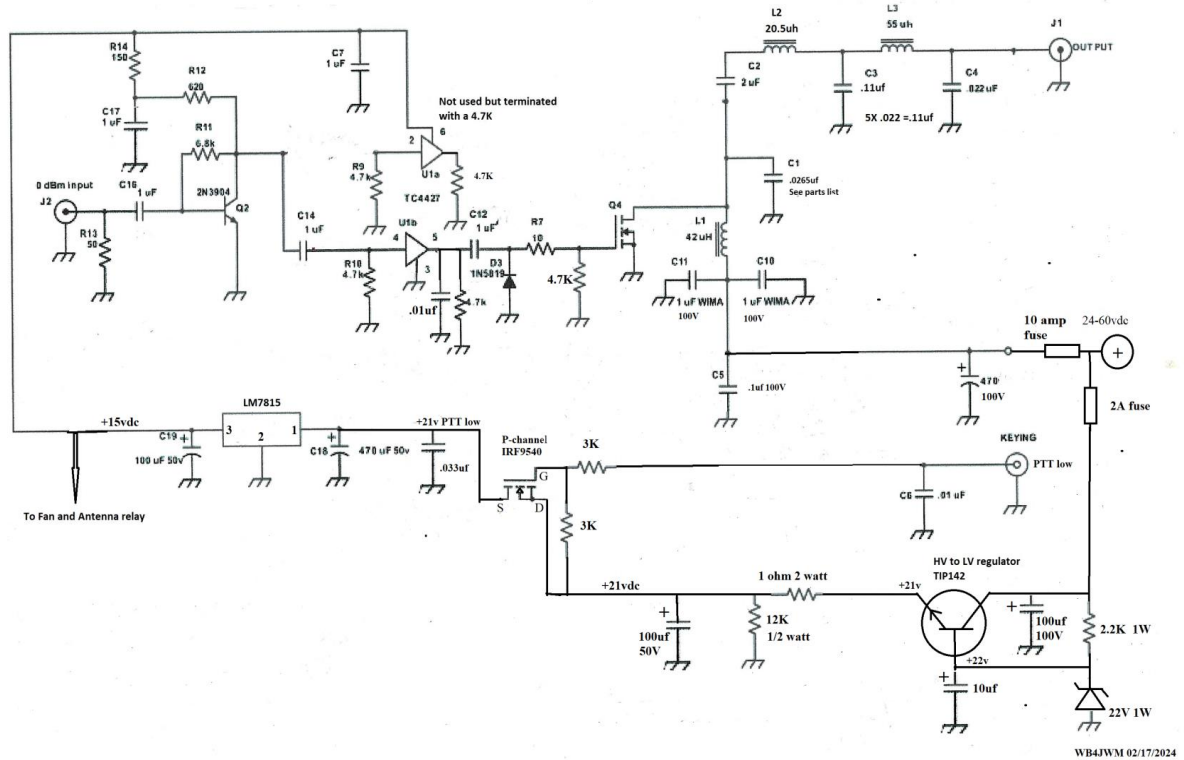 L2
20.5uh
L3
55 uh
J1
OUT PUT
R14
150
C7
1 uF
R12
620
C2
2 uF
C3
.11uf
C4
.022 uF
Not used but terminated
with a 4.7K
5X .022 =.11uf
C17
1 uF
R11
6.8k
6
2
U1a
R9
4.7k
4.7K
C1
.0265uf
See parts list
0 dBm input
J2
C16
1 uF
2N3904
Q2
TC4427
Q4
R13
50
C14
1 uF
U1b
4
5
3
C12
1 uF
R7
10
L1
42uH
R10
4.7k
D3
1N5819
4.7K
C11
C10
1 uF WIMA
100V
1 uF WIMA
100V
.01uf
4.7k
10 amp
fuse
24-60vdc
+
C5
.1uf 100V
+
470
100V
2A fuse
LM7815
+15vdc
3
2
1
+21v PTT low
C19
+
100 uF 50v
C18
+
470 uF 50v
.033uf
P-channel
IRF9540
G
S
D
3K
KEYING
PTT low
C6
.01 uF
To Fan and Antenna relay
3K
HV to LV regulator
TIP142
+21vdc
1 ohm 2 watt
+21v
+
100uf
50V
12K
1/2 watt
+
100uf
100V
2.2K 1W
+22v
+
10uf
22V 1W
WB4JWM 02/17/2024